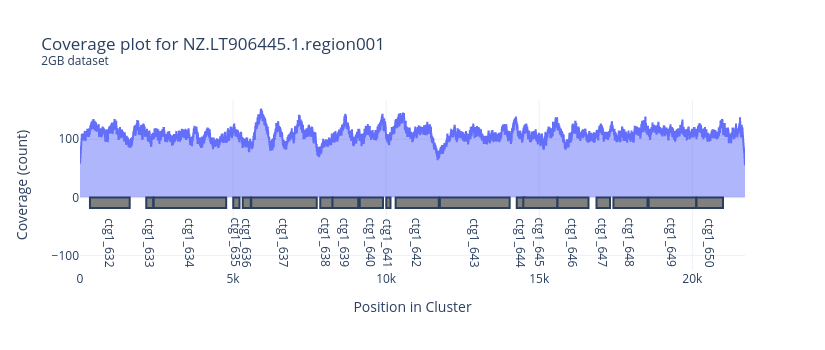 Coverage plot for NZ.LT906445.1.region001
2GB dataset
Coverage (count)
100
0
−100
ctg1_632
ctg1_633
ctg1_634
ctg1_635
ctg1_636
ctg1_637
ctg1_638
ctg1_639
ctg1_640
ctg1_641
ctg1_642
ctg1_643
ctg1_644
ctg1_645
ctg1_646
ctg1_647
ctg1_648
ctg1_649
ctg1_650
0 5k 10k 15k 20k
Position in Cluster